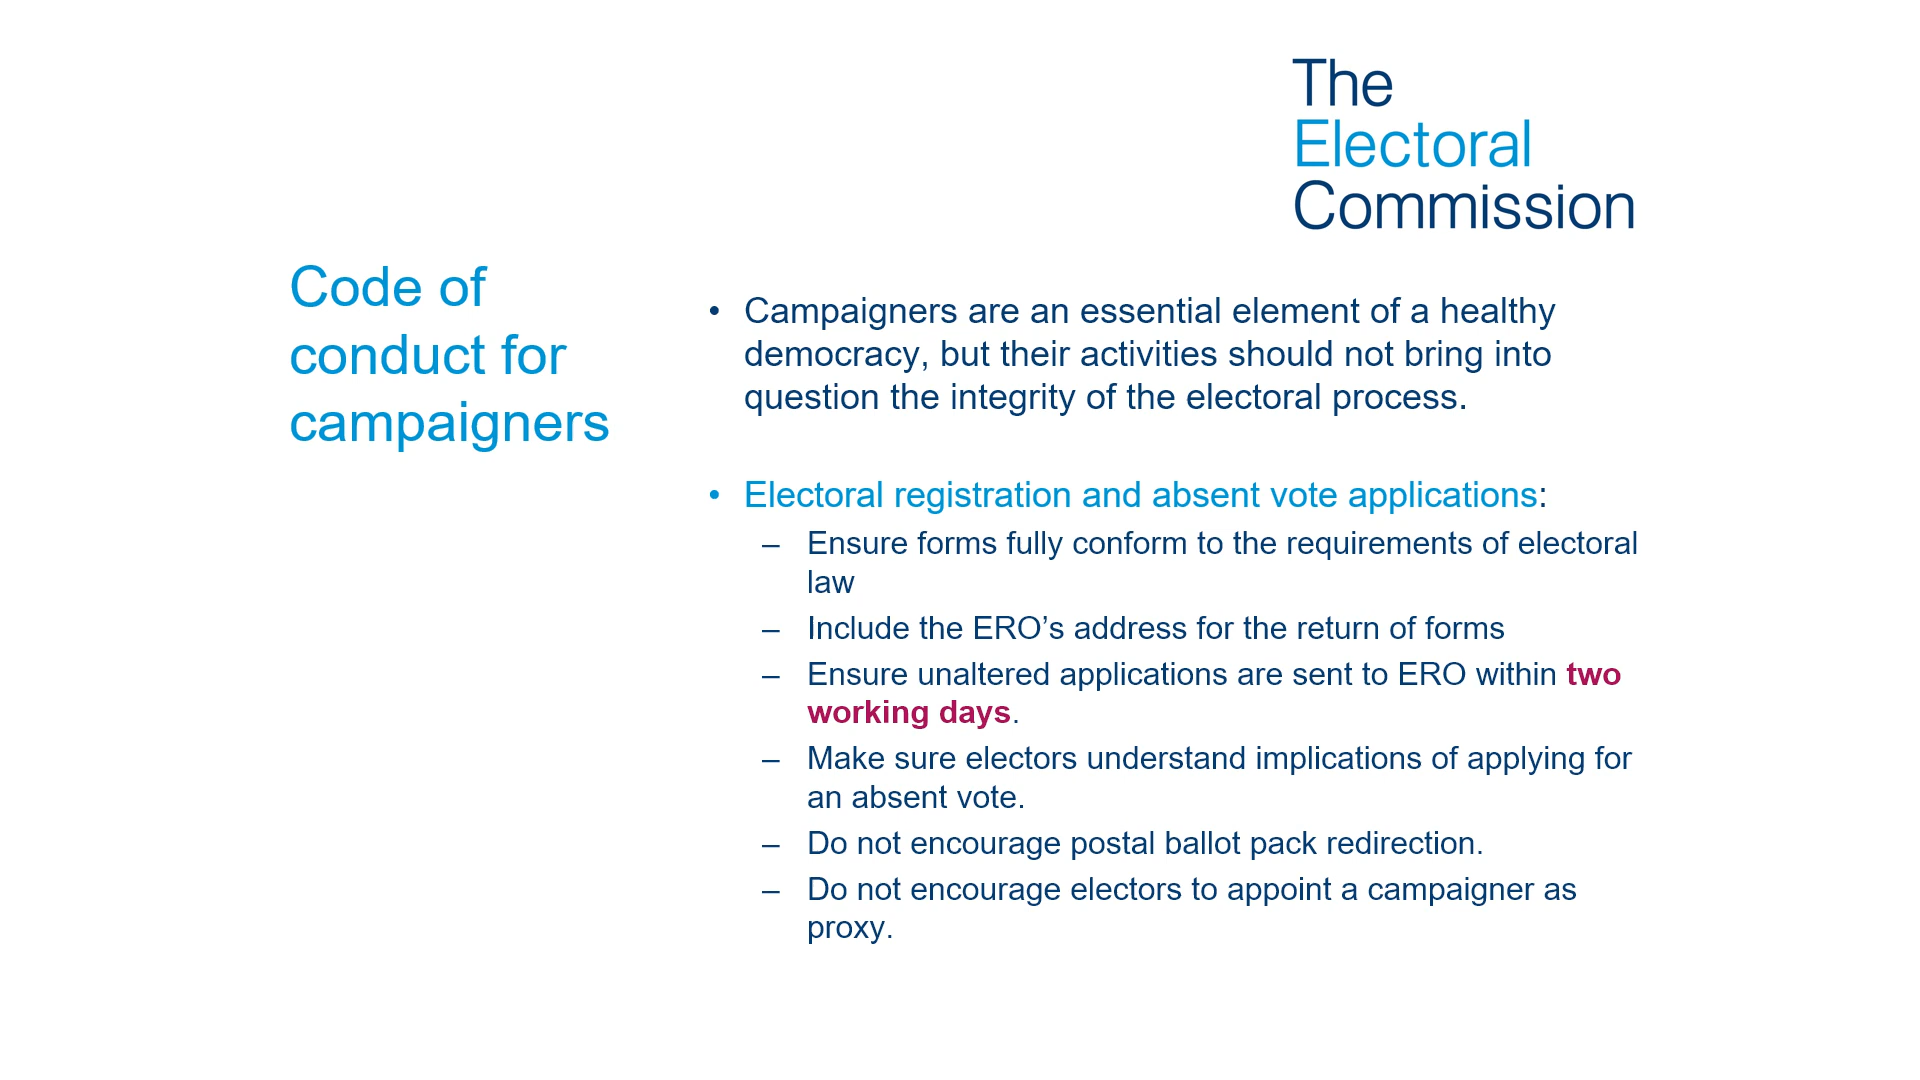 The
Electoral
Commission
Code of
conduct for
campaigners
• Campaigners are an essential element of a healthy
democracy, but their activities should not bring into
question the integrity of the electoral process.
• Electoral registration and absent vote applications:
– Ensure forms fully conform to the requirements of electoral
law
– Include the ERO’s address for the return of forms
– Ensure unaltered applications are sent to ERO within two
working days.
– Make sure electors understand implications of applying for
an absent vote.
– Do not encourage postal ballot pack redirection.
– Do not encourage electors to appoint a campaigner as
proxy.